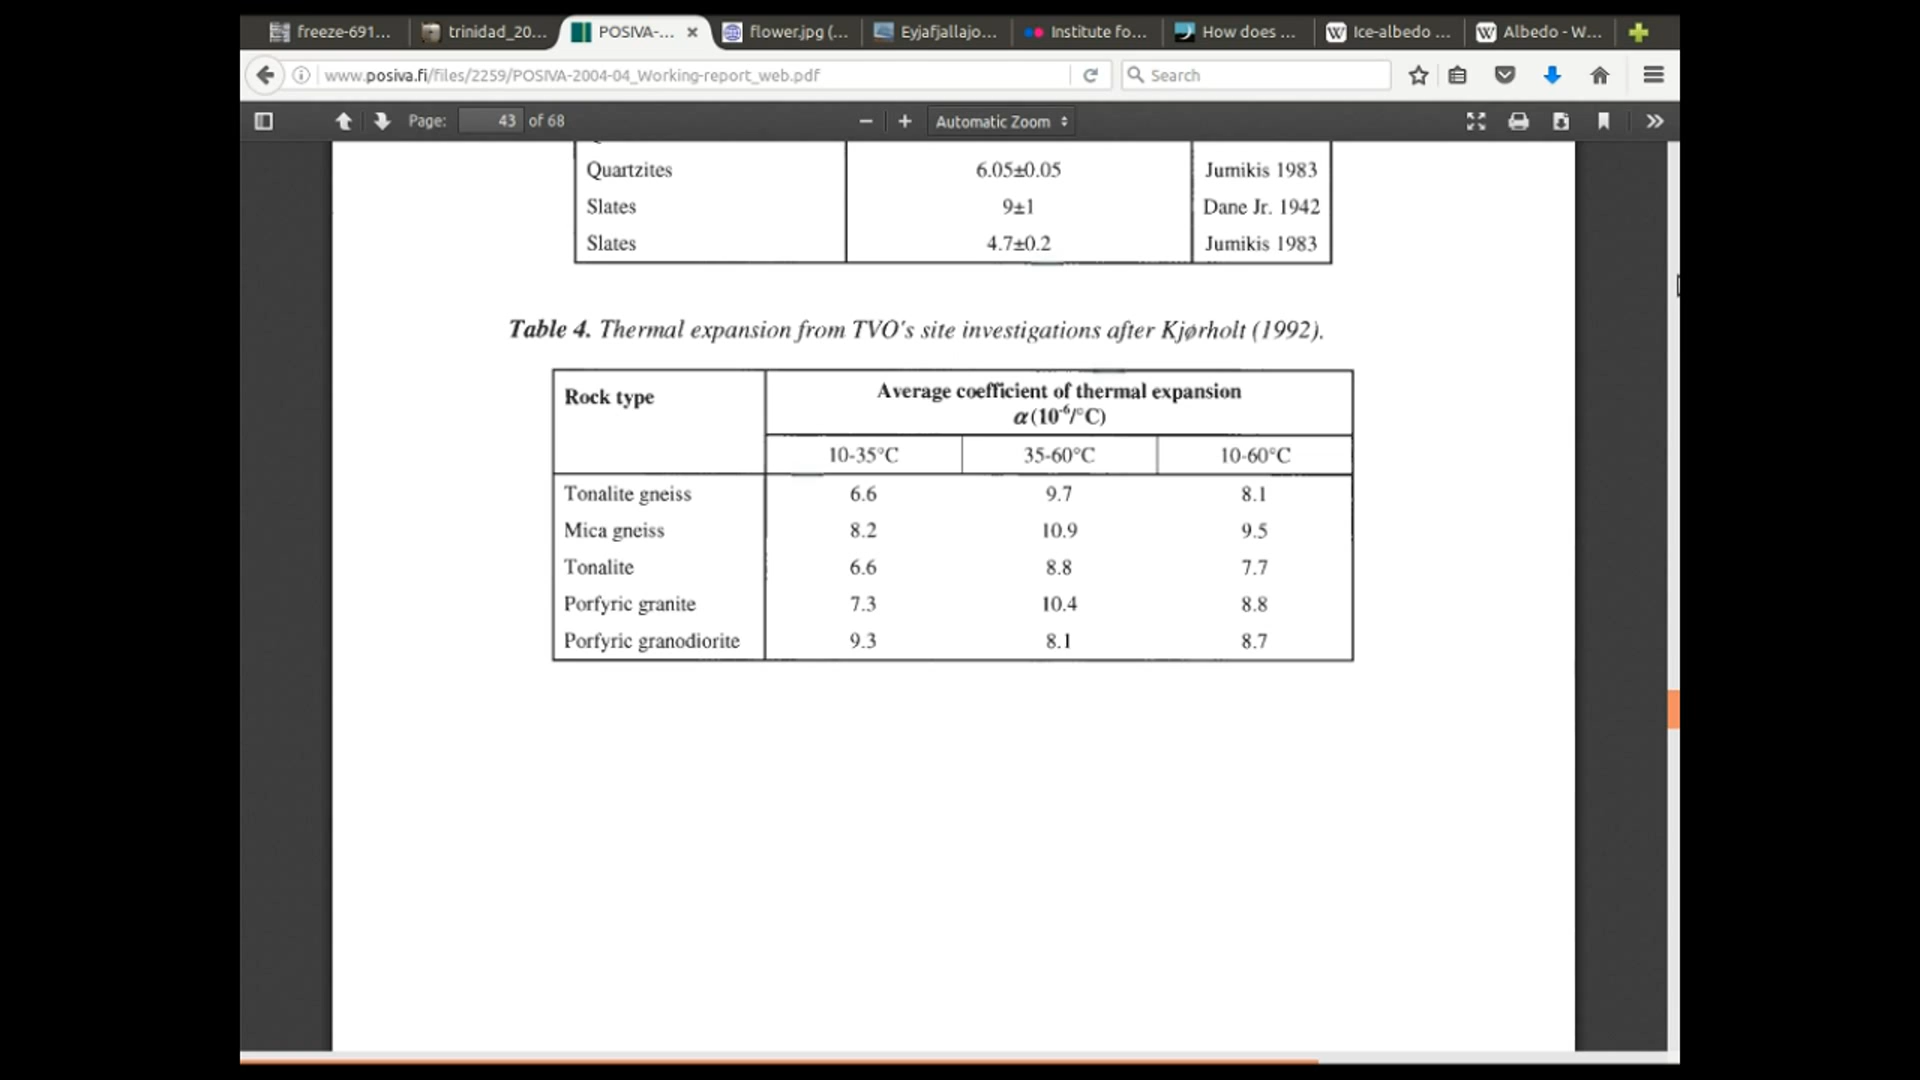 freeze-691...
trinidad_20...
POSIVA-...
flower.jpg (...
Eyjafjallajo...
Institute fo...
How does ...
Ice-albedo ...
Albedo - W...
www.posiva.fi/files/2259/POSIVA-2004-04_Working-report_web.pdf
Search
Page: 43 of 68
Automatic Zoom
Quartzites 6.05±0.05 Jumikis 1983
Slates 9±1 Dane Jr. 1942
Slates 4.7±0.2 Jumikis 1983
Table 4. Thermal expansion from TVO's site investigations after Kjørholt (1992).
Rock type
Average coefficient of thermal expansion
α (10⁻⁶/°C)
10-35°C 35-60°C 10-60°C
Tonalite gneiss 6.6 9.7 8.1
Mica gneiss 8.2 10.9 9.5
Tonalite 6.6 8.8 7.7
Porfyric granite 7.3 10.4 8.8
Porfyric granodiorite 9.3 8.1 8.7